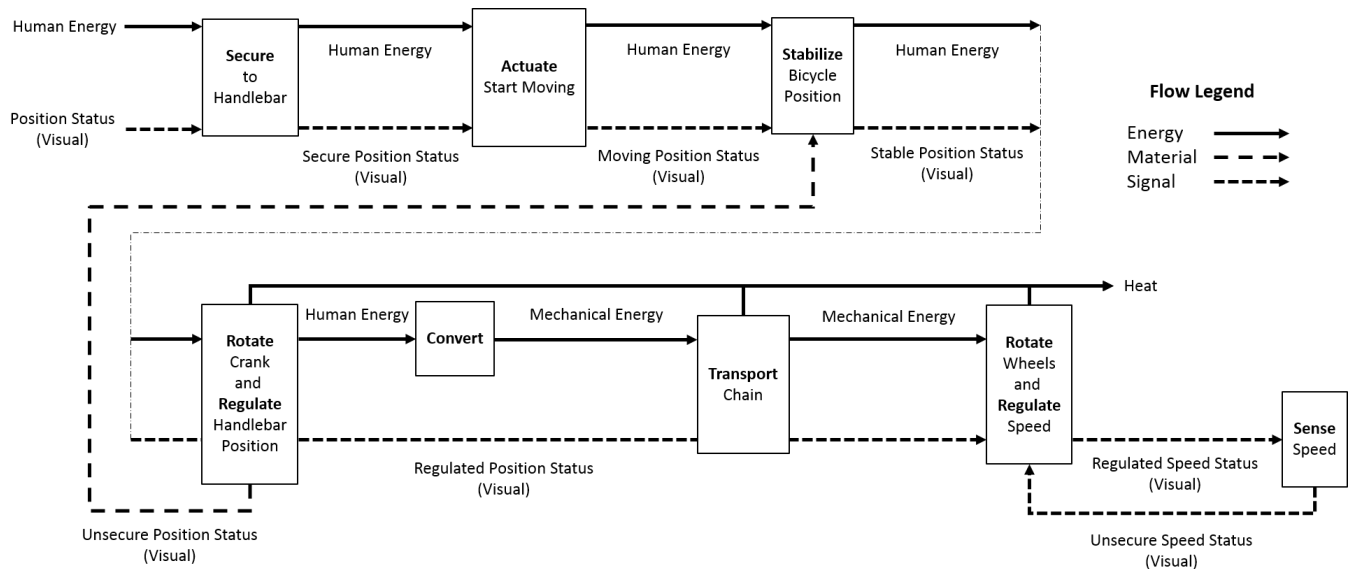 Human Energy
Secure
to
Handlebar
Human Energy
Actuate
Start Moving
Human Energy
Stabilize
Bicycle
Position
Human Energy
Position Status
(Visual)
Secure Position Status
(Visual)
Moving Position Status
(Visual)
Stable Position Status
(Visual)
Flow Legend
Energy
Material
Signal
Heat
Rotate
Crank
and
Regulate
Handlebar
Position
Human Energy
Convert
Mechanical Energy
Transport
Chain
Mechanical Energy
Rotate
Wheels
and
Regulate
Speed
Sense
Speed
Regulated Position Status
(Visual)
Regulated Speed Status
(Visual)
Unsecure Position Status
(Visual)
Unsecure Speed Status
(Visual)